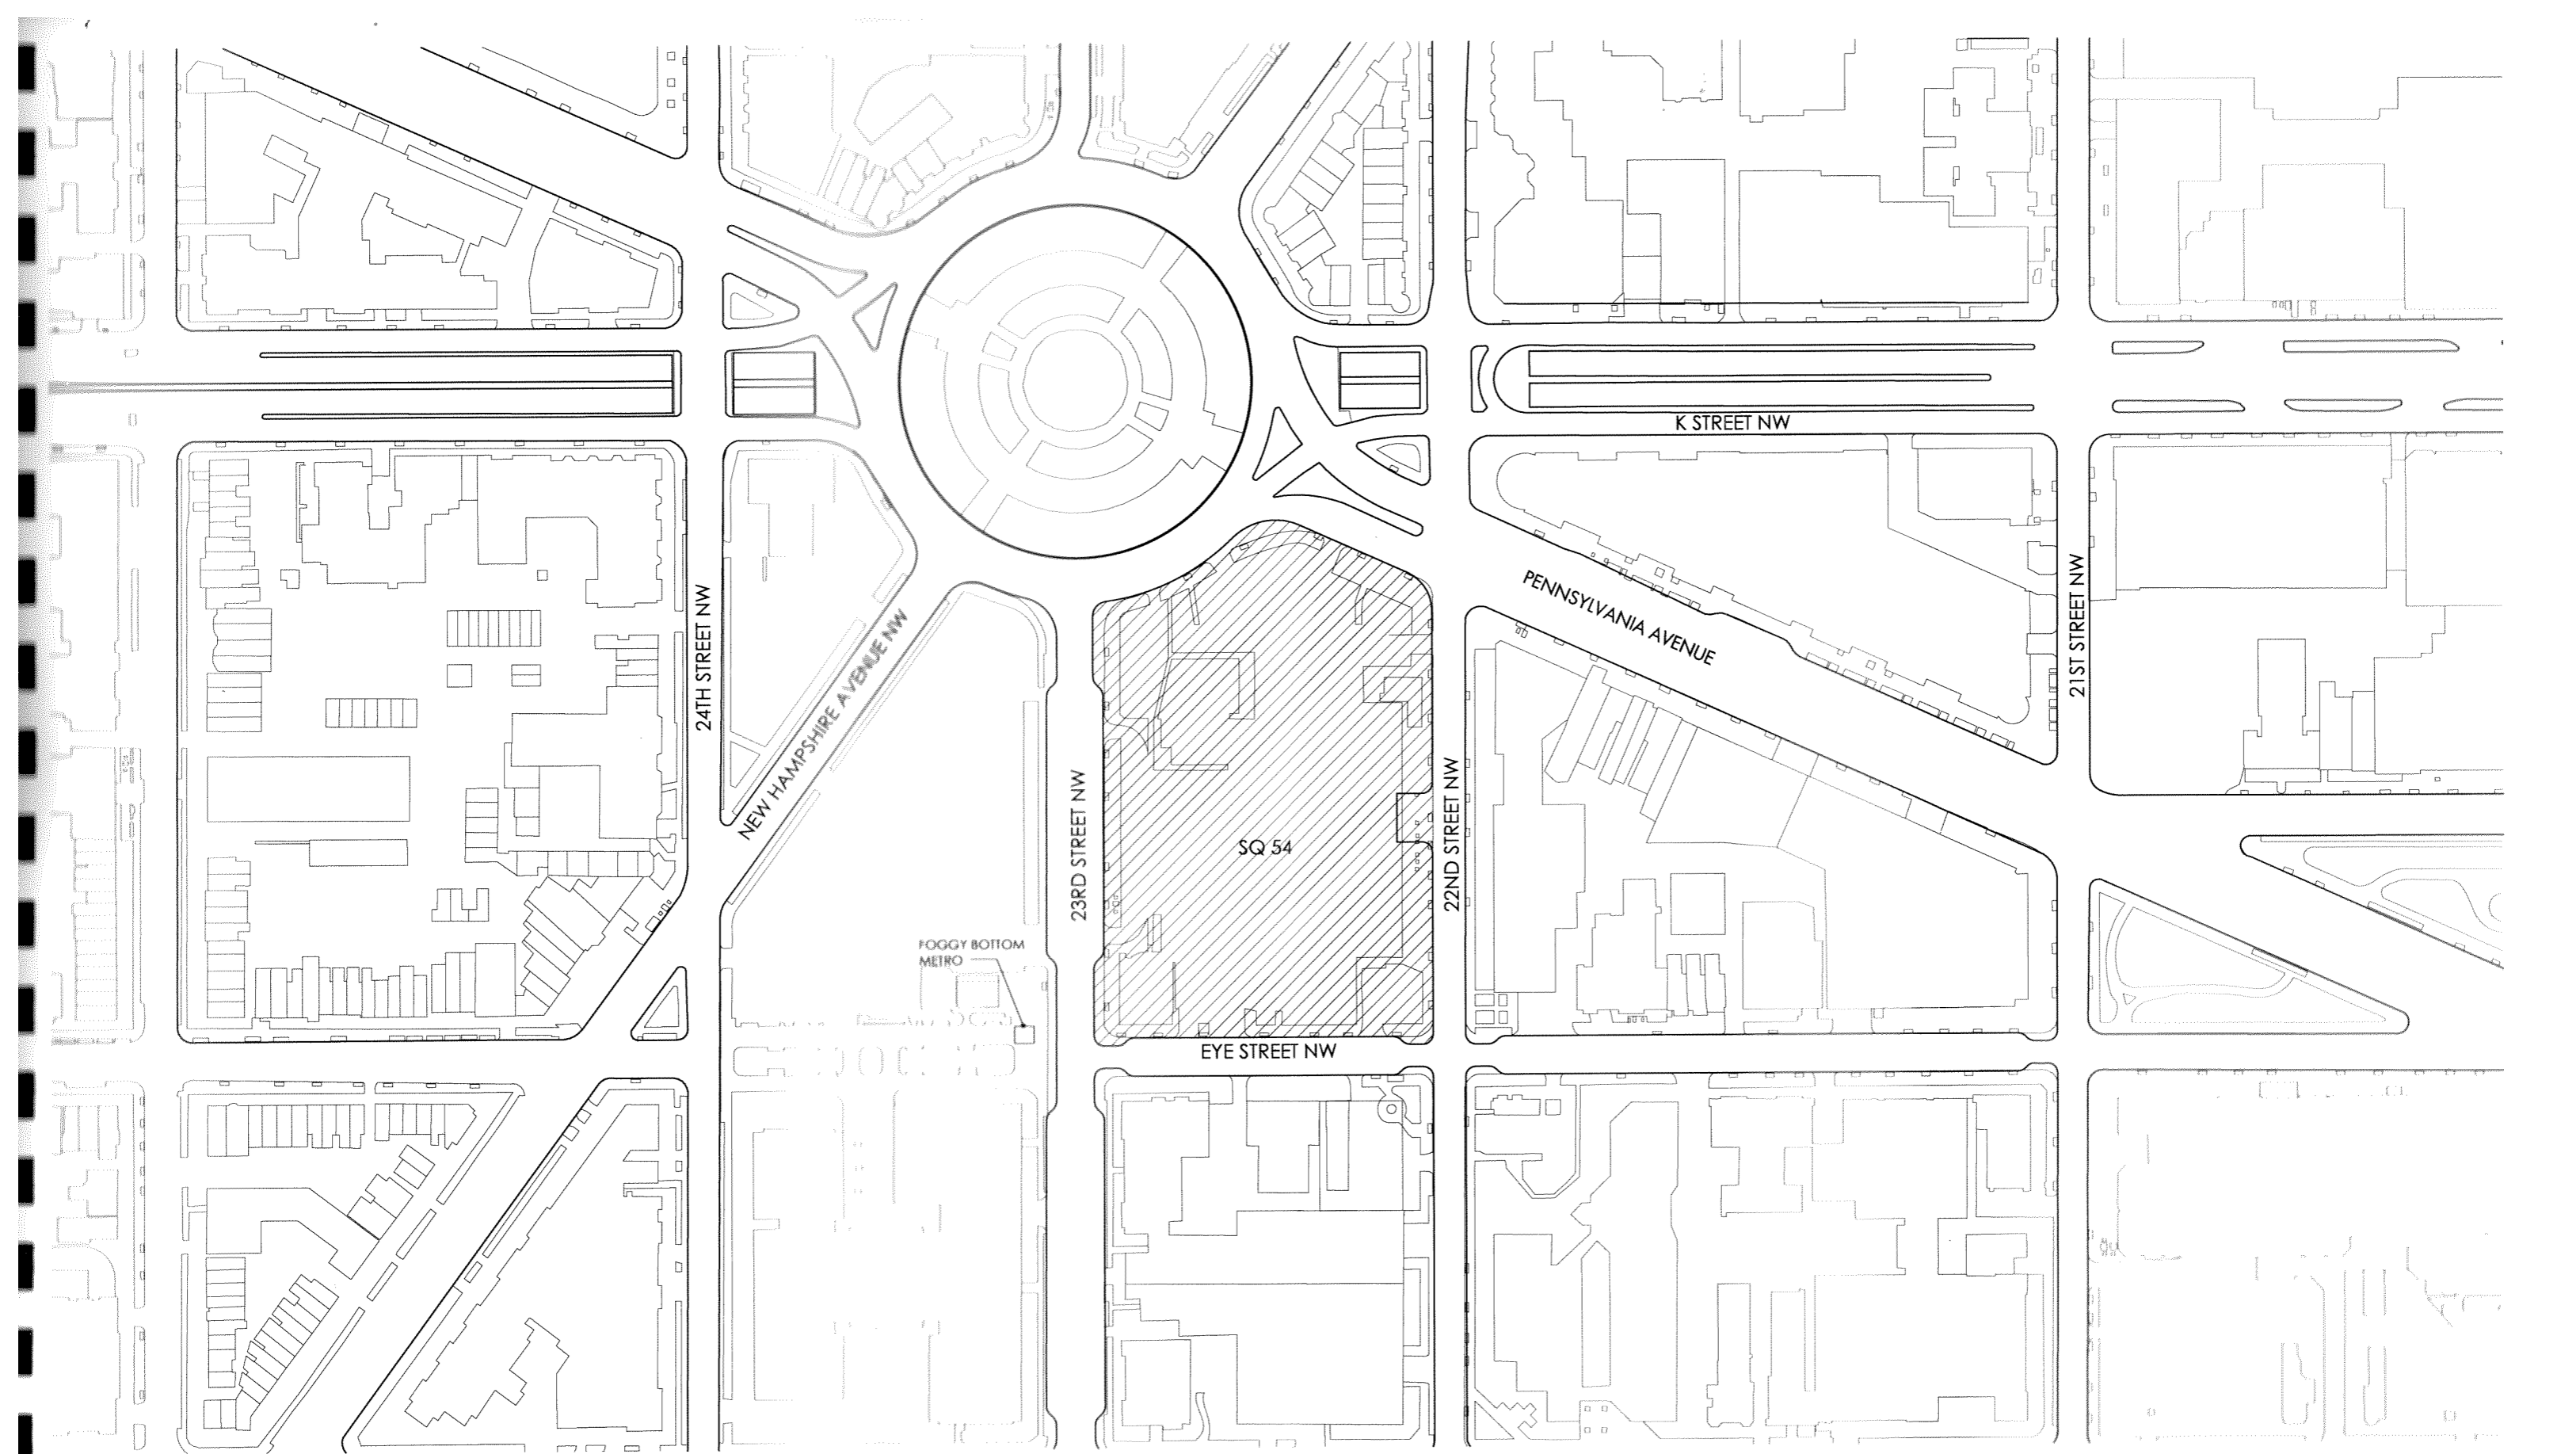 K STREET NW
PENNSYLVANIA AVENUE
21ST STREET NW
24TH STREET NW
NEW HAMPSHIRE AVENUE NW
23RD STREET NW
SQ 54
22ND STREET NW
FOGGY BOTTOM
METRO
EYE STREET NW